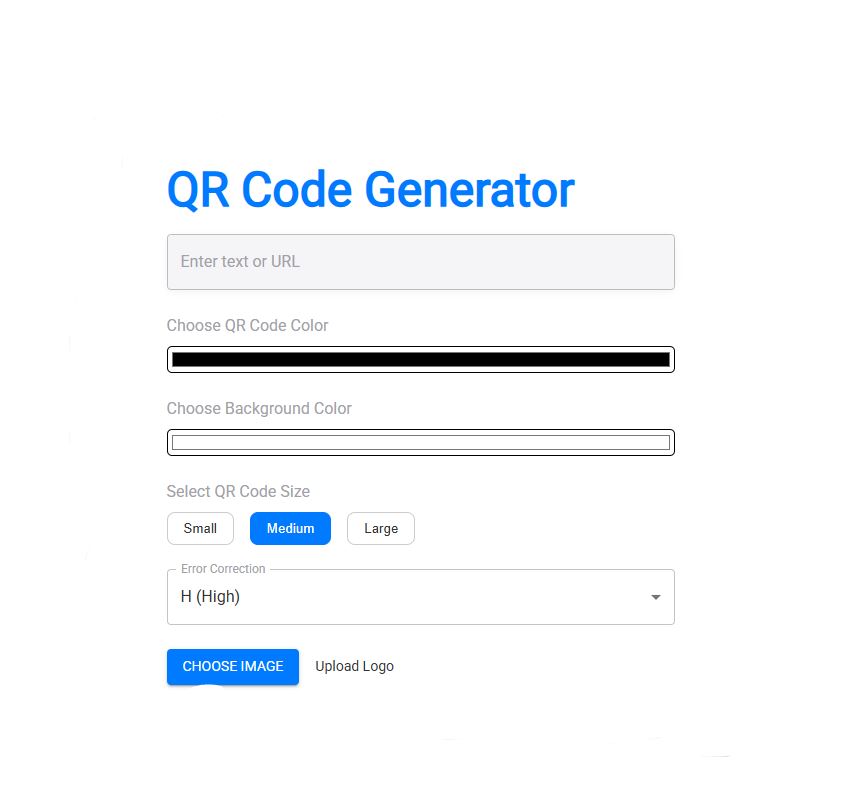 QR Code Generator
Enter text or URL
Choose QR Code Color
Choose Background Color
Select QR Code Size
Small Medium Large
Error Correction
H (High)
CHOOSE IMAGE Upload Logo